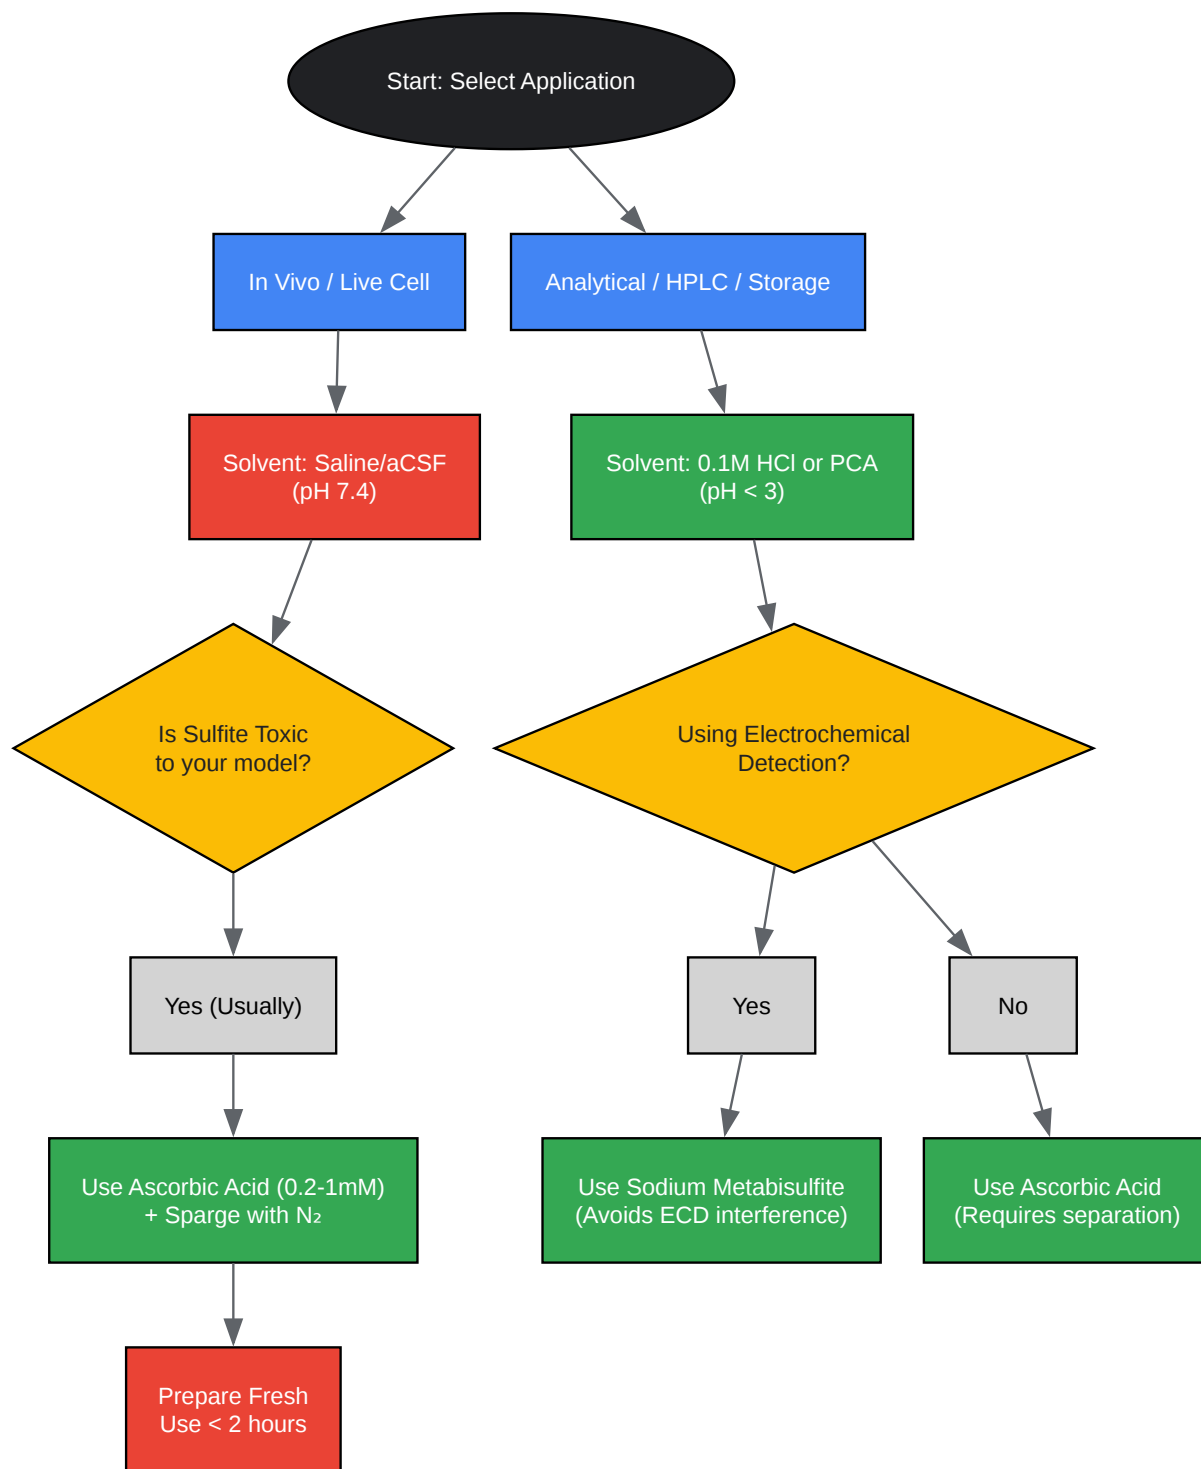 Start: Select Application
In Vivo / Live Cell
Analytical / HPLC / Storage
Solvent: Saline/aCSF
(pH 7.4)
Solvent: 0.1M HCl or PCA
(pH < 3)
Is Sulfite Toxic
to your model?
Using Electrochemical
Detection?
Yes (Usually)
Yes
No
Use Ascorbic Acid (0.2-1mM)
+ Sparge with N₂
Use Sodium Metabisulfite
(Avoids ECD interference)
Use Ascorbic Acid
(Requires separation)
Prepare Fresh
Use < 2 hours